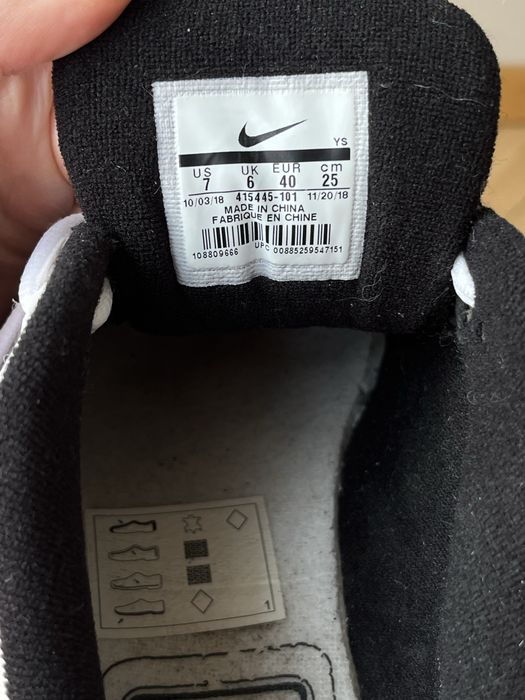 YS
US UK EUR cm
7 6 40 25
10/03/18 415445-101 11/20/18
MADE IN CHINA
FABRIQUE EN CHINE
108809666 UPC 00885259547151
1